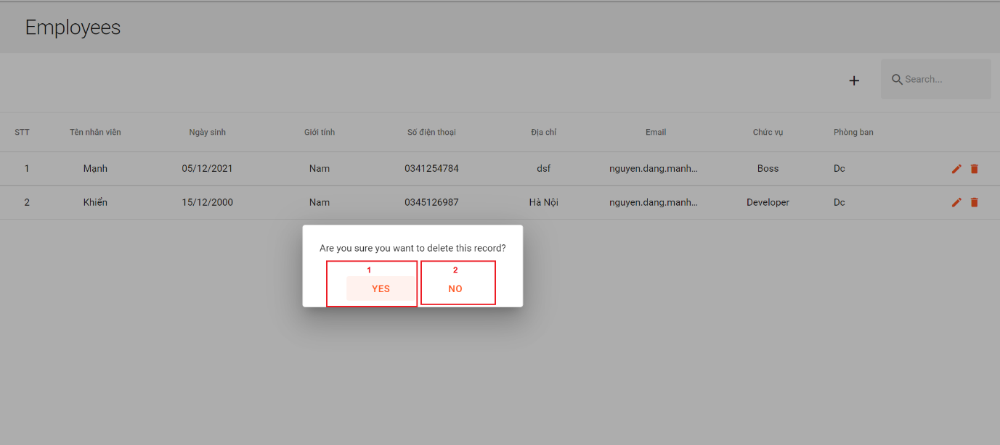 Employees
Search...
STT Tên nhân viên Ngày sinh Giới tính Số điện thoại Địa chỉ Email Chức vụ Phòng ban
1 Mạnh 05/12/2021 Nam 0341254784 dsf nguyen.dang.manh... Boss Dc
2 Khiển 15/12/2000 Nam 0345126987 Hà Nội nguyen.dang.manh... Developer Dc
Are you sure you want to delete this record?
1 2
YES NO